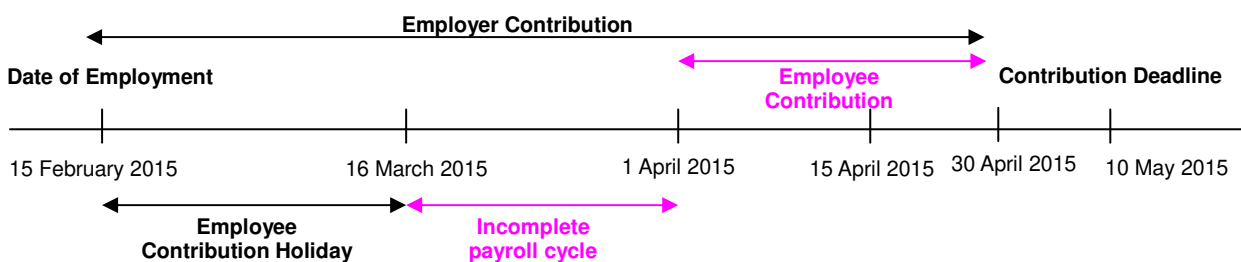 Employer Contribution
Date of Employment
Employee
Contribution
Contribution Deadline
15 February 2015
16 March 2015
1 April 2015
15 April 2015
30 April 2015
10 May 2015
Employee
Contribution Holiday
Incomplete
payroll cycle